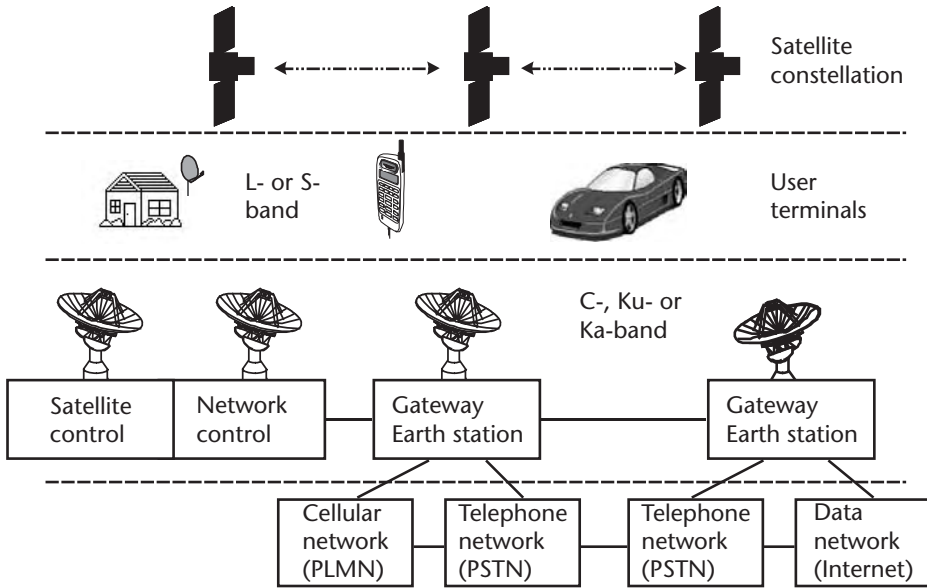 Satellite
constellation
L- or S-
band
User
terminals
C-, Ku- or
Ka-band
Satellite
control
Network
control
Gateway
Earth station
Gateway
Earth station
Cellular
network
(PLMN)
Telephone
network
(PSTN)
Telephone
network
(PSTN)
Data
network
(Internet)